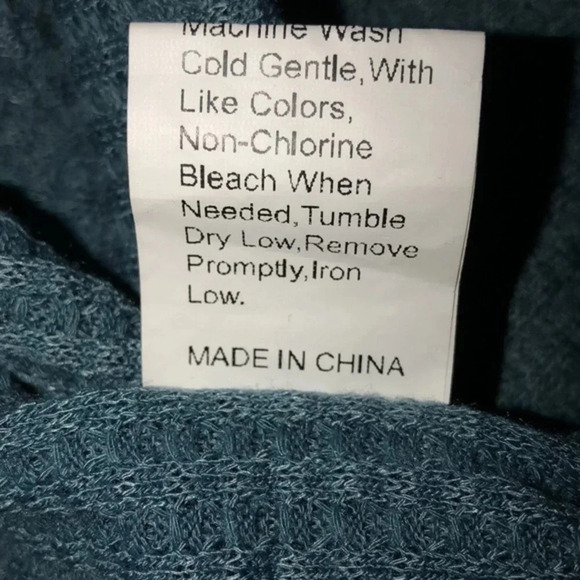 Machine Wash
Cold Gentle,With
Like Colors,
Non-Chlorine
Bleach When
Needed,Tumble
Dry Low,Remove
Promptly,Iron
Low.
MADE IN CHINA